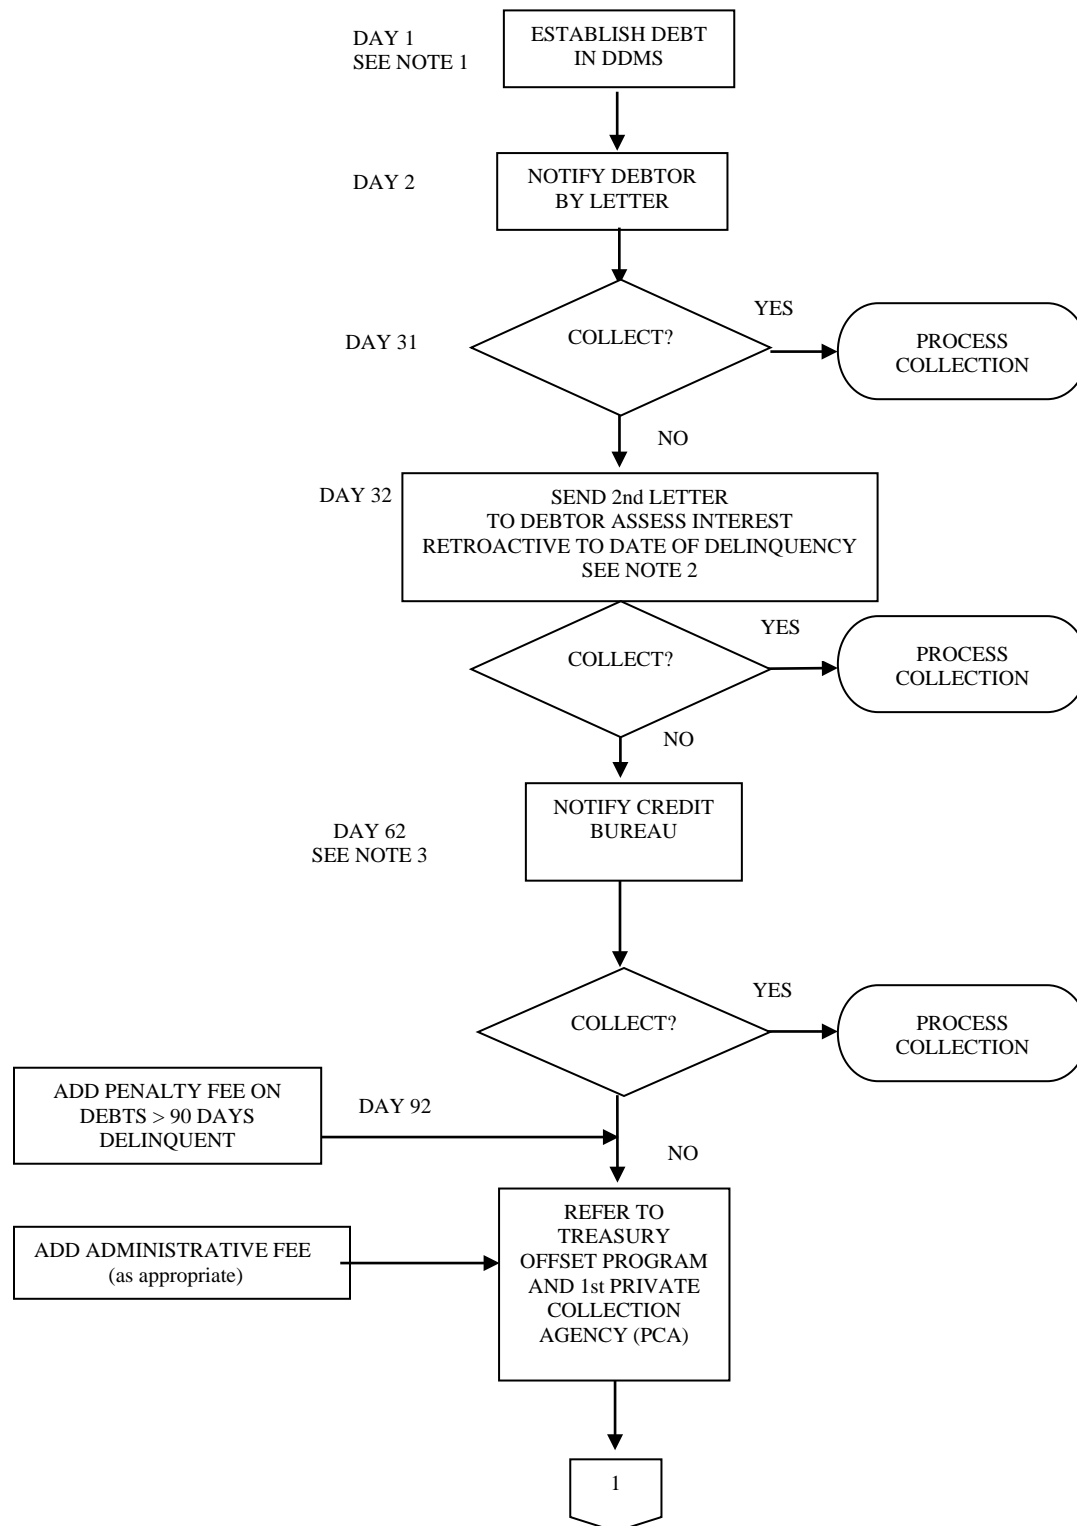 DAY 1
SEE NOTE 1
ESTABLISH DEBT
IN DDMS
DAY 2
NOTIFY DEBTOR
BY LETTER
DAY 31
COLLECT?
YES
PROCESS
COLLECTION
NO
DAY 32
SEND 2nd LETTER
TO DEBTOR ASSESS INTEREST
RETROACTIVE TO DATE OF DELINQUENCY
SEE NOTE 2
COLLECT?
YES
PROCESS
COLLECTION
NO
DAY 62
SEE NOTE 3
NOTIFY CREDIT
BUREAU
COLLECT?
YES
PROCESS
COLLECTION
ADD PENALTY FEE ON
DEBTS > 90 DAYS
DELINQUENT
DAY 92
NO
ADD ADMINISTRATIVE FEE
(as appropriate)
REFER TO
TREASURY
OFFSET PROGRAM
AND 1st PRIVATE
COLLECTION
AGENCY (PCA)
1